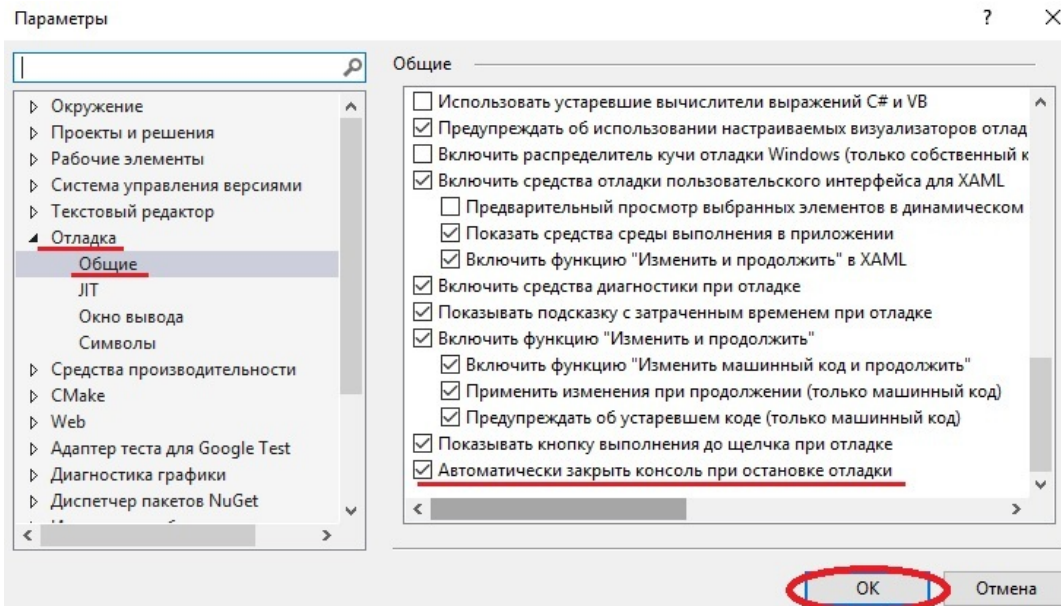 Параметры
?
Окружение
Проекты и решения
Рабочие элементы
Система управления версиями
Текстовый редактор
Отладка
Общие
JIT
Окно вывода
Символы
Средства производительности
CMake
Web
Адаптер теста для Google Test
Диагностика графики
Диспетчер пакетов NuGet
Общие
Использовать устаревшие вычислители выражений C# и VB
Предупреждать об использовании настраиваемых визуализаторов отлад
Включить распределитель кучи отладки Windows (только собственный к
Включить средства отладки пользовательского интерфейса для XAML
Предварительный просмотр выбранных элементов в динамическом
Показать средства среды выполнения в приложении
Включить функцию "Изменить и продолжить" в XAML
Включить средства диагностики при отладке
Показывать подсказку с затраченным временем при отладке
Включить функцию "Изменить и продолжить"
Включить функцию "Изменить машинный код и продолжить"
Применить изменения при продолжении (только машинный код)
Предупреждать об устаревшем коде (только машинный код)
Показывать кнопку выполнения до щелчка при отладке
Автоматически закрыть консоль при остановке отладки
ОК
Отмена